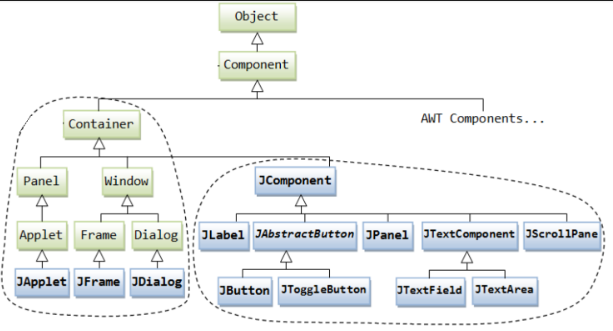 Object
Component
AWT Components...
Container
Panel
Window
JComponent
Applet
Frame
Dialog
JLabel
JAbstractButton
JPanel
JTextComponent
JScrollPane
JApplet
JFrame
JDialog
JButton
JToggleButton
JTextField
JTextArea